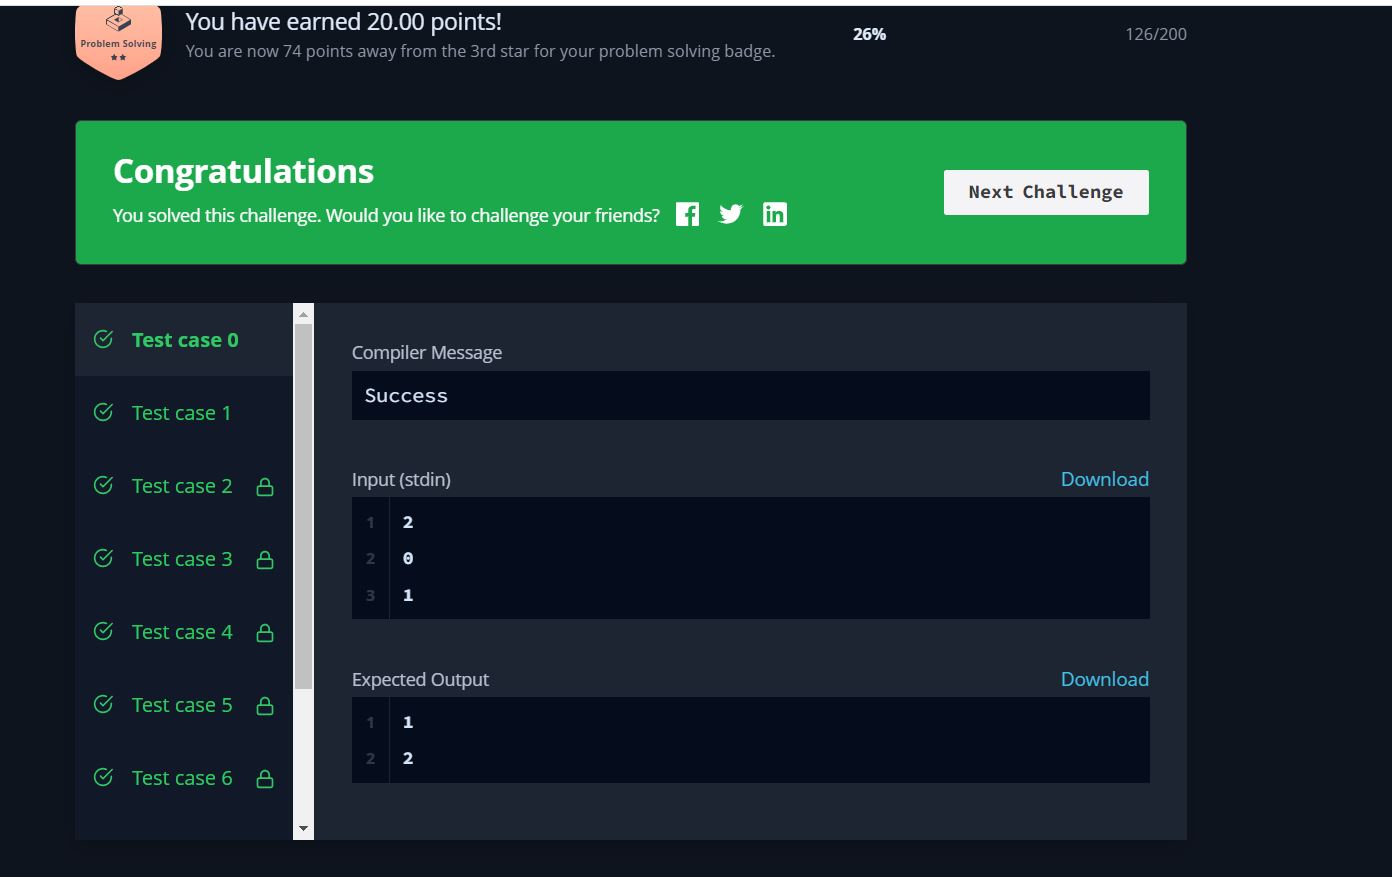 You have earned 20.00 points!
Problem Solving
You are now 74 points away from the 3rd star for your problem solving badge.
26%
126/200
Congratulations
You solved this challenge. Would you like to challenge your friends?
Next Challenge
Test case 0
Test case 1
Test case 2
Test case 3
Test case 4
Test case 5
Test case 6
Compiler Message
Success
Input (stdin)
Download
1 2
2 0
3 1
Expected Output
Download
1 1
2 2